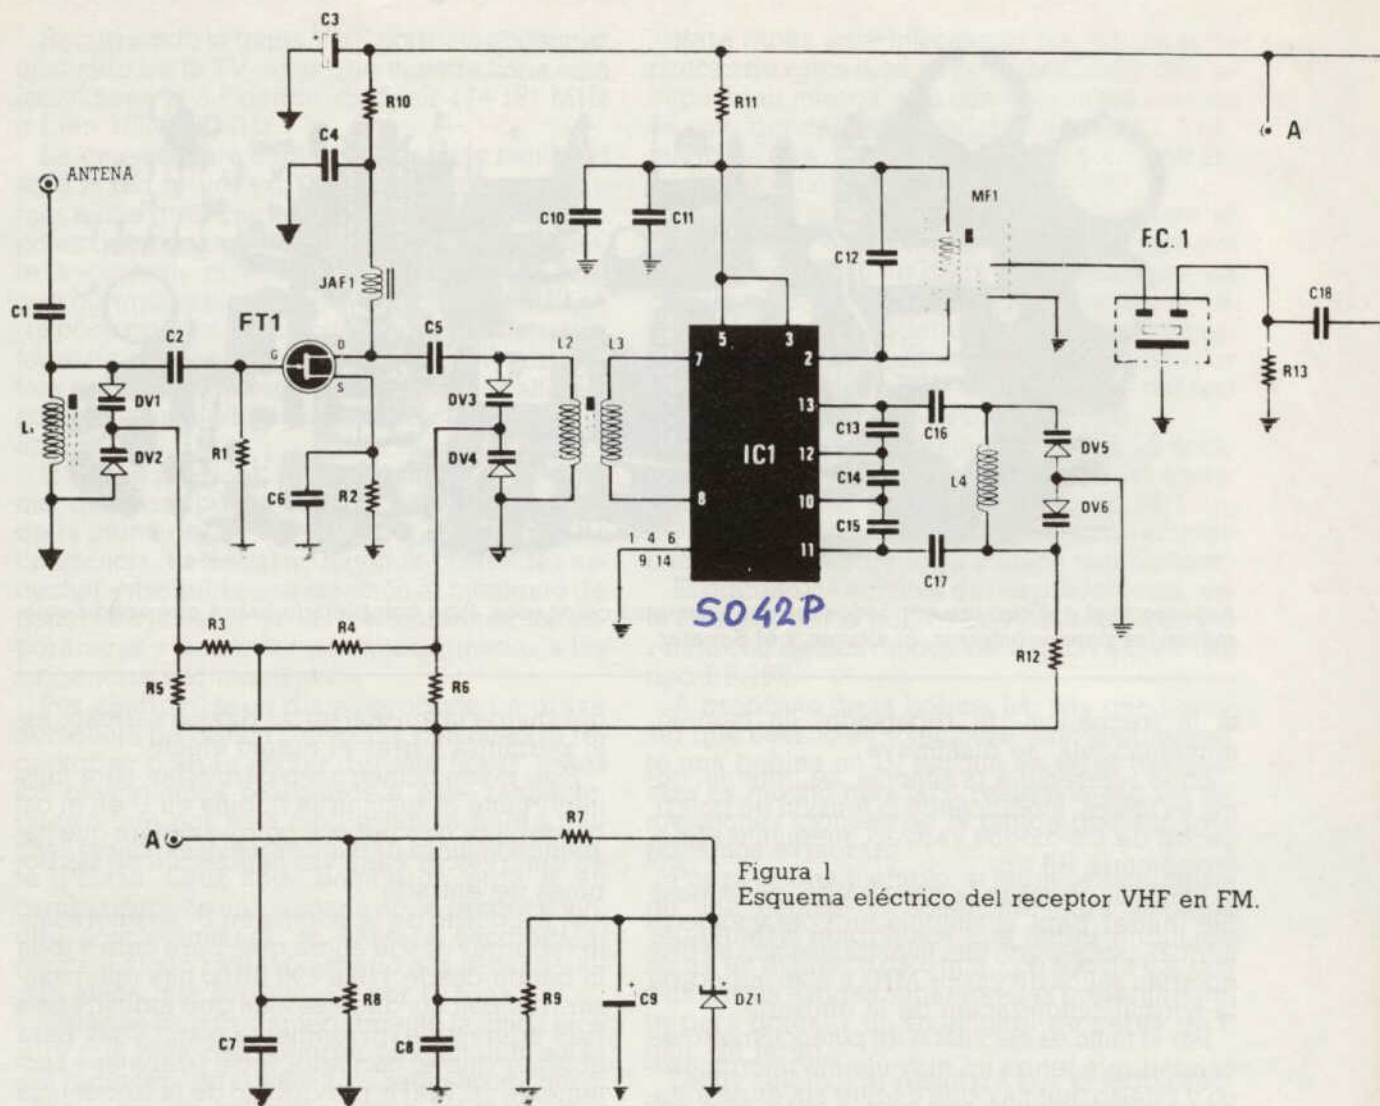 C3
R10
R11
A
C4
ANTENA
MF1
C10
C11
F.C.1
C12
JAF1
C1
C18
FT1
C5
C2
L2
L3
5
3
G
D
S
7
2
R13
DV1
DV3
13
L1
C13
C16
DV5
IC1
12
DV2
R1
DV4
C14
L4
C6
R2
8
10
DV6
C15
1 4 6
9 14
11
C17
S042P
R3
R4
R12
R5
R6
A
R7
Figura 1
Esquema eléctrico del receptor VHF en FM.
R8
R9
C9
DZ1
C7
C8